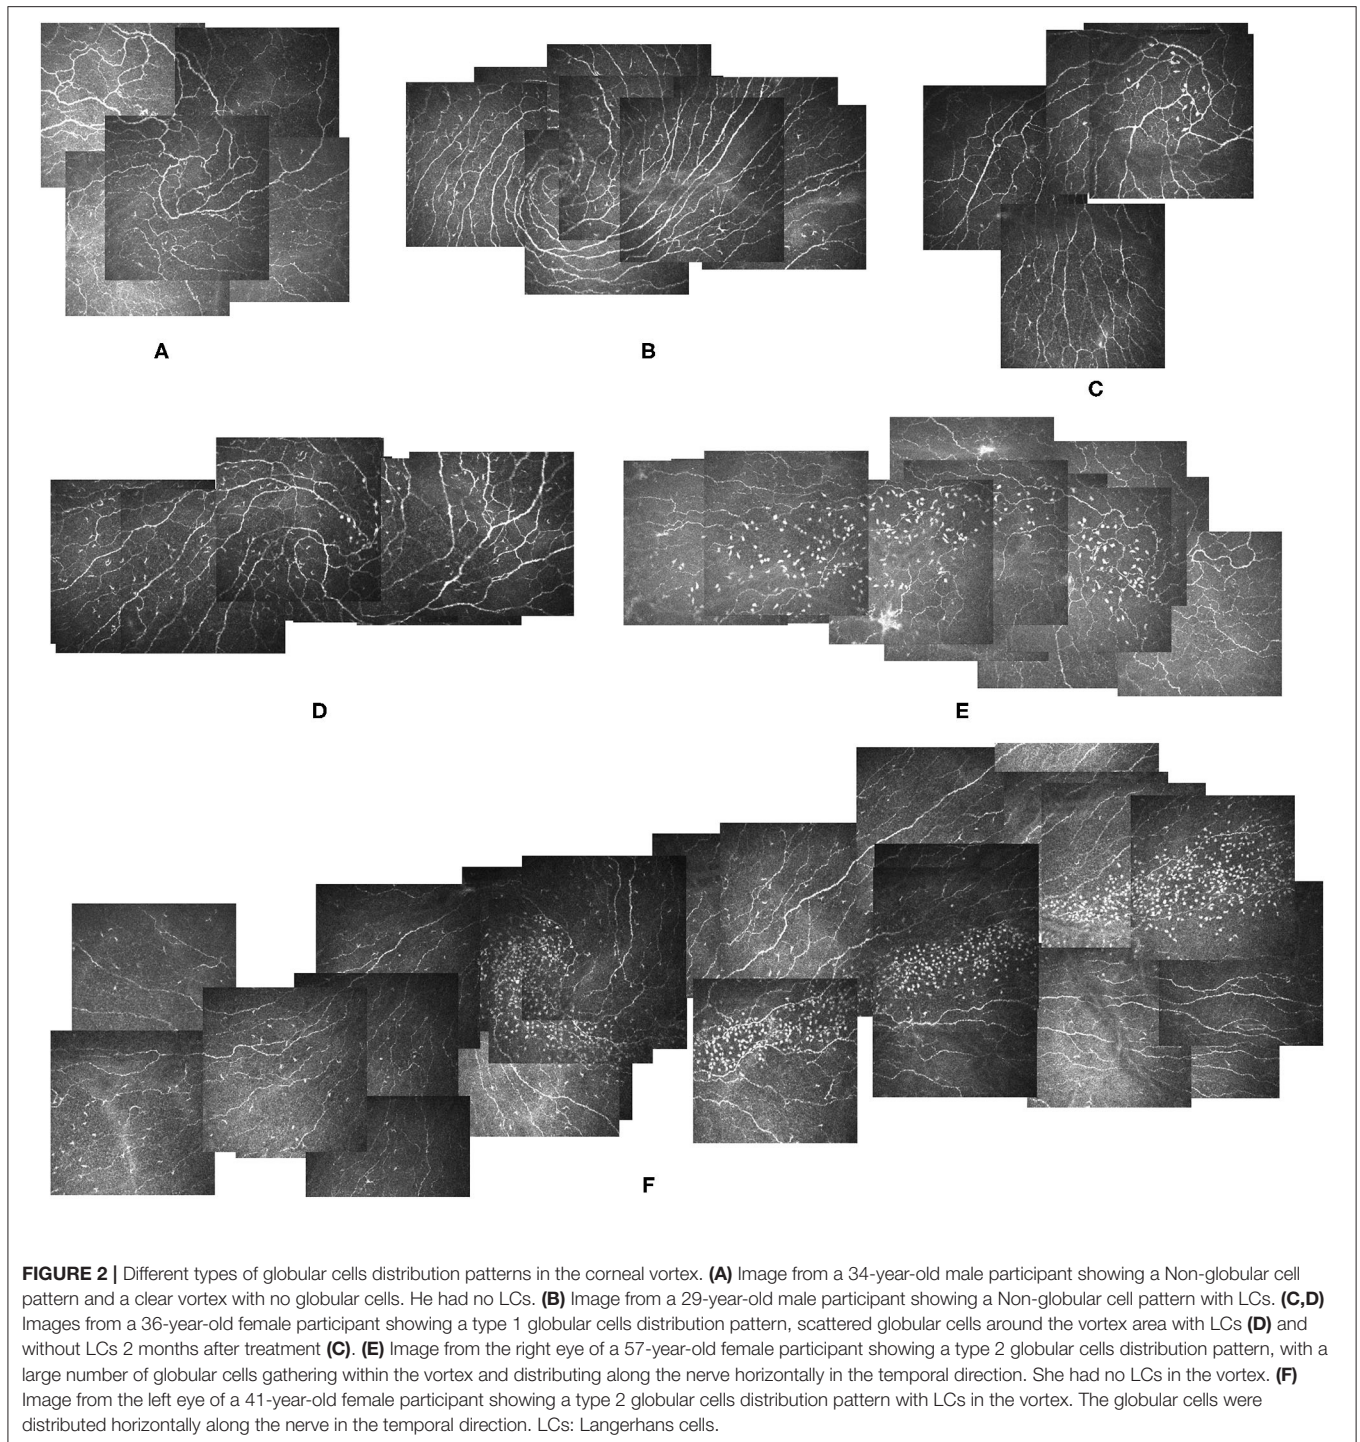 A
B
C
D
E
F
FIGURE 2 | Different types of globular cells distribution patterns in the corneal vortex. (A) Image from a 34-year-old male participant showing a Non-globular cell
pattern and a clear vortex with no globular cells. He had no LCs. (B) Image from a 29-year-old male participant showing a Non-globular cell pattern with LCs. (C,D)
Images from a 36-year-old female participant showing a type 1 globular cells distribution pattern, scattered globular cells around the vortex area with LCs (D) and
without LCs 2 months after treatment (C). (E) Image from the right eye of a 57-year-old female participant showing a type 2 globular cells distribution pattern, with a
large number of globular cells gathering within the vortex and distributing along the nerve horizontally in the temporal direction. She had no LCs in the vortex. (F)
Image from the left eye of a 41-year-old female participant showing a type 2 globular cells distribution pattern with LCs in the vortex. The globular cells were
distributed horizontally along the nerve in the temporal direction. LCs: Langerhans cells.